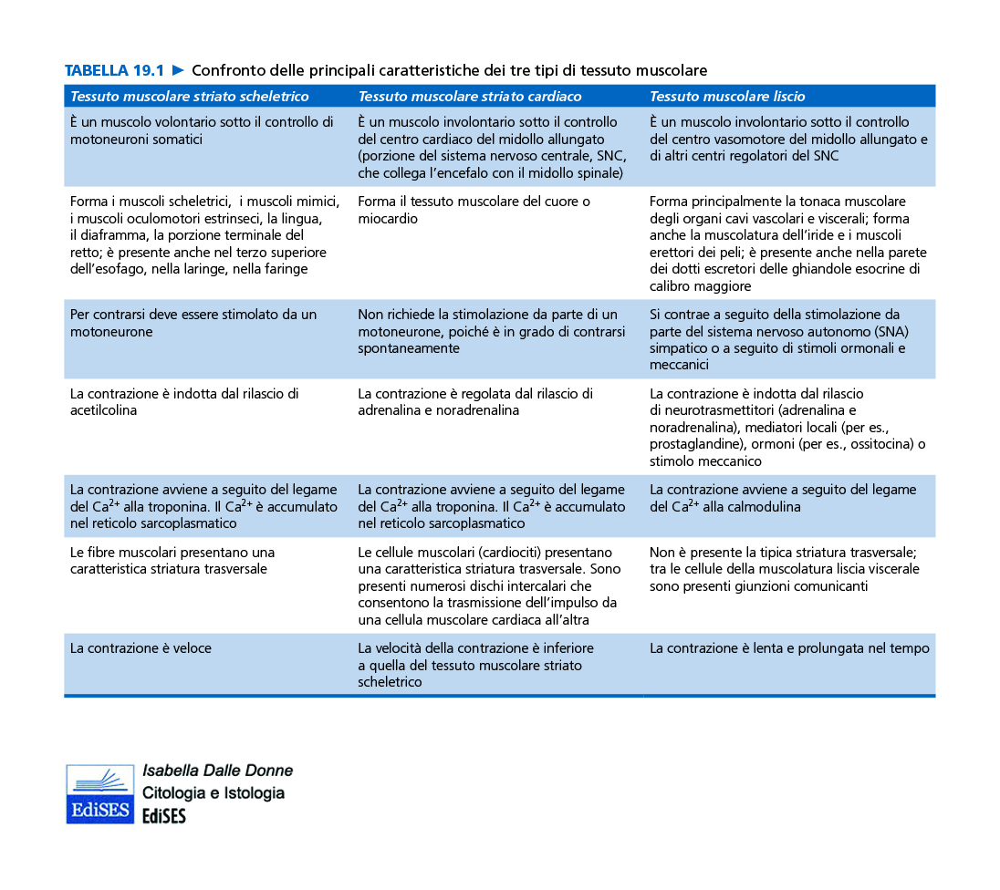 TABELLA 19.1 ► Confronto delle principali caratteristiche dei tre tipi di tessuto muscolare
Tessuto muscolare striato scheletrico
Tessuto muscolare striato cardiaco
Tessuto muscolare liscio
È un muscolo volontario sotto il controllo di
motoneuroni somatici
È un muscolo involontario sotto il controllo
del centro cardiaco del midollo allungato
(porzione del sistema nervoso centrale, SNC,
che collega l'encefalo con il midollo spinale)
È un muscolo involontario sotto il controllo
del centro vasomotore del midollo allungato e
di altri centri regolatori del SNC
Forma i muscoli scheletrici, i muscoli mimici,
i muscoli oculomotori estrinseci, la lingua,
il diaframma, la porzione terminale del
retto; è presente anche nel terzo superiore
dell'esofago, nella laringe, nella faringe
Forma il tessuto muscolare del cuore o
miocardio
Forma principalmente la tonaca muscolare
degli organi cavi vascolari e viscerali; forma
anche la muscolatura dell'iride e i muscoli
erettori dei peli; è presente anche nella parete
dei dotti escretori delle ghiandole esocrine di
calibro maggiore
Per contrarsi deve essere stimolato da un
motoneurone
Non richiede la stimolazione da parte di un
motoneurone, poiché è in grado di contrarsi
spontaneamente
Si contrae a seguito della stimolazione da
parte del sistema nervoso autonomo (SNA)
simpatico o a seguito di stimoli ormonali e
meccanici
La contrazione è indotta dal rilascio di
acetilcolina
La contrazione è regolata dal rilascio di
adrenalina e noradrenalina
La contrazione è indotta dal rilascio
di neurotrasmettitori (adrenalina e
noradrenalina), mediatori locali (per es.,
prostaglandine), ormoni (per es., ossitocina) o
stimolo meccanico
La contrazione avviene a seguito del legame
del Ca²⁺ alla troponina. Il Ca²⁺ è accumulato
nel reticolo sarcoplasmatico
La contrazione avviene a seguito del legame
del Ca²⁺ alla troponina. Il Ca²⁺ è accumulato
nel reticolo sarcoplasmatico
La contrazione avviene a seguito del legame
del Ca²⁺ alla calmodulina
Le fibre muscolari presentano una
caratteristica striatura trasversale
Le cellule muscolari (cardiociti) presentano
una caratteristica striatura trasversale. Sono
presenti numerosi dischi intercalari che
consentono la trasmissione dell'impulso da
una cellula muscolare cardiaca all'altra
Non è presente la tipica striatura trasversale;
tra le cellule della muscolatura liscia viscerale
sono presenti giunzioni comunicanti
La contrazione è veloce
La velocità della contrazione è inferiore
a quella del tessuto muscolare striato
scheletrico
La contrazione è lenta e prolungata nel tempo
EdiSES
Isabella Dalle Donne
Citologia e Istologia
EdiSES